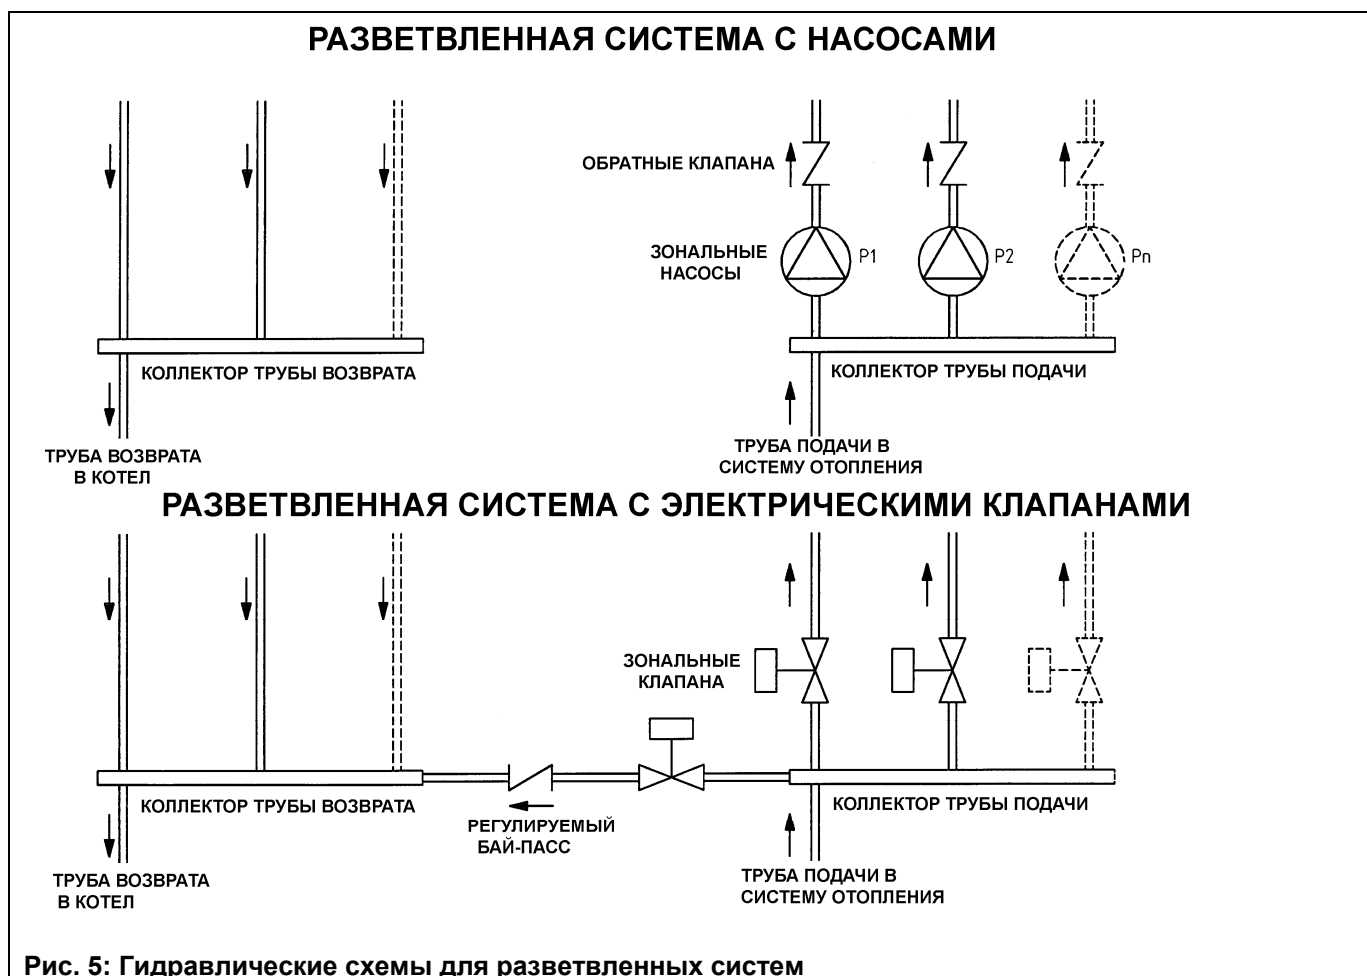 РАЗВЕТВЛЕННАЯ СИСТЕМА С НАСОСАМИ
ОБРАТНЫЕ КЛАПАНА
ЗОНАЛЬНЫЕ
НАСОСЫ
P1
P2
Pn
КОЛЛЕКТОР ТРУБЫ ВОЗВРАТА
КОЛЛЕКТОР ТРУБЫ ПОДАЧИ
ТРУБА ВОЗВРАТА
В КОТЕЛ
ТРУБА ПОДАЧИ В
СИСТЕМУ ОТОПЛЕНИЯ
РАЗВЕТВЛЕННАЯ СИСТЕМА С ЭЛЕКТРИЧЕСКИМИ КЛАПАНАМИ
ЗОНАЛЬНЫЕ
КЛАПАНА
КОЛЛЕКТОР ТРУБЫ ВОЗВРАТА
КОЛЛЕКТОР ТРУБЫ ПОДАЧИ
РЕГУЛИРУЕМЫЙ
БАЙ-ПАСС
ТРУБА ВОЗВРАТА
В КОТЕЛ
ТРУБА ПОДАЧИ В
СИСТЕМУ ОТОПЛЕНИЯ
Рис. 5: Гидравлические схемы для разветвленных систем